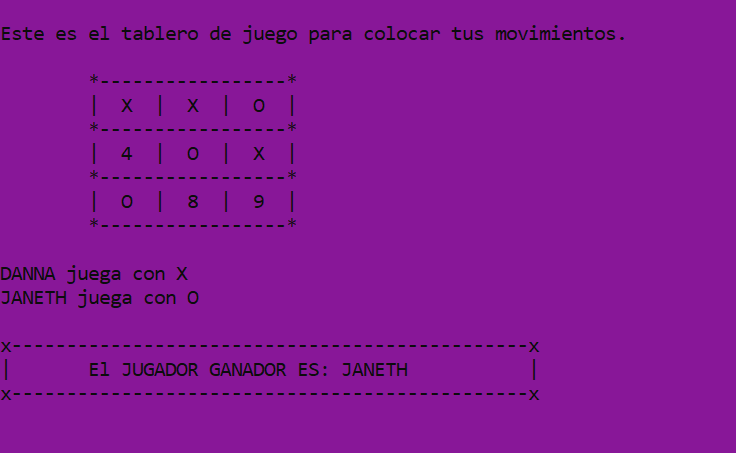 Este es el tablero de juego para colocar tus movimientos.
*-----------------*
|  X  |  X  |  O  |
*-----------------*
|  4  |  O  |  X  |
*-----------------*
|  O  |  8  |  9  |
*-----------------*
DANNA juega con X
JANETH juega con O
x-----------------------------------------------x
|       El JUGADOR GANADOR ES: JANETH           |
x-----------------------------------------------x